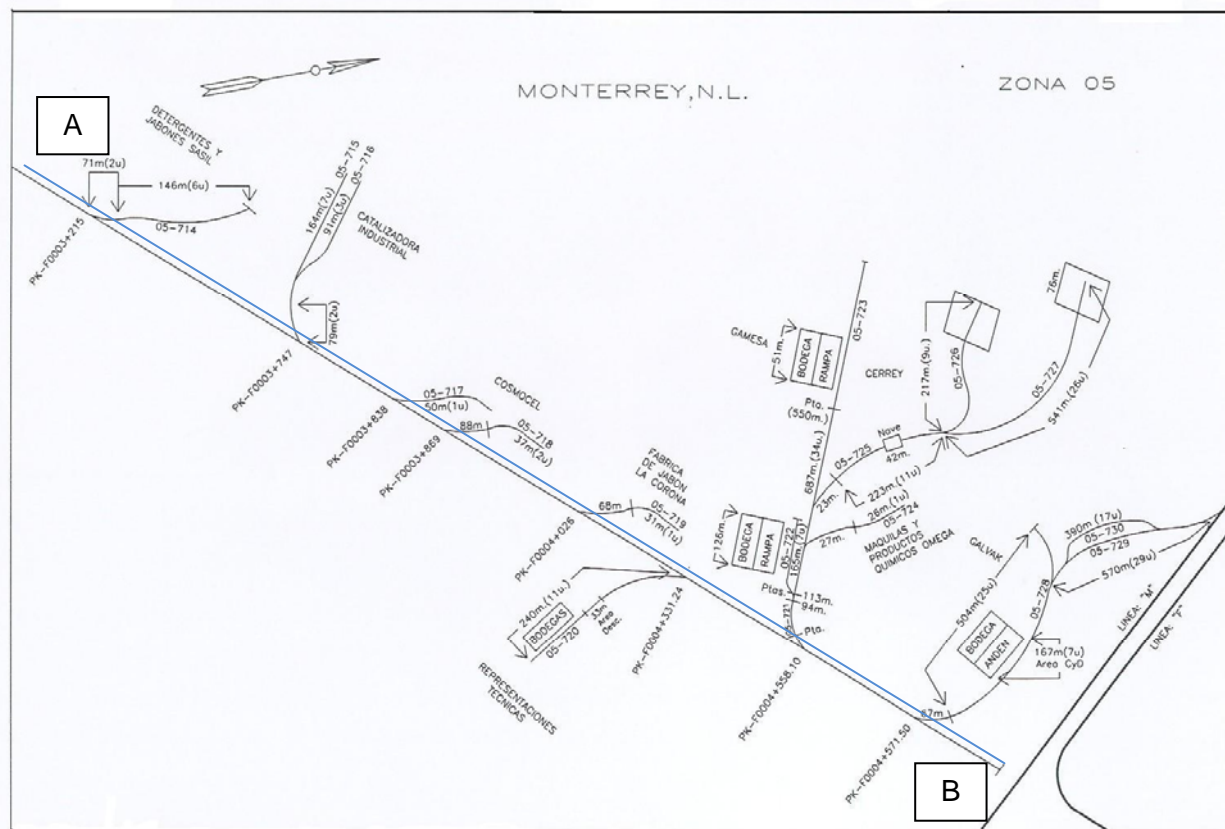 MONTERREY,N.L.
ZONA 05
A
DETERGENTES Y
JABONES SASIL
71m(2u)
146m(6u)
05-714
PK-F0003+215
164m(7u)
05-715
91m(3u)
05-716
CATALIZADORA
INDUSTRIAL
79m(2u)
PK-F0003+747
05-717
50m(1u)
COSMOCEL
PK-F0003+838
88m
05-718
37m(2u)
PK-F0003+869
FABRICA
DE JABON
LA CORONA
68m
05-719
31m(1u)
PK-F0004+026
240m.(11u.)
BODEGAS
05-720
33m
Area
Desc.
PK-F0004+331.24
REPRESENTACIONES
TECNICAS
GAMESA
51m.
BODEGA
RAMPA
05-723
Pta.
(550m.)
687m.(34u.)
126m.
BODEGA
RAMPA
05-722
165m.(7u)
Ptas.
113m.
94m.
Pta.
PK-F0004+558.10
CERREY
217m.(9u.)
05-726
76m.
05-727
541m.(26u)
05-725
Nave
42m.
223m.(11u)
23m.
26m.(1u)
05-724
27m.
MAQUILAS Y
PRODUCTOS
QUIMICOS OMEGA
GALVAK
390m (17u)
05-730
05-729
570m(29u)
504m(25u)
05-728
BODEGA
ANDEN
167m(7u)
Area CyD
PK-F0004+571.50
LINEA: "M"
LINEA: "F"
B